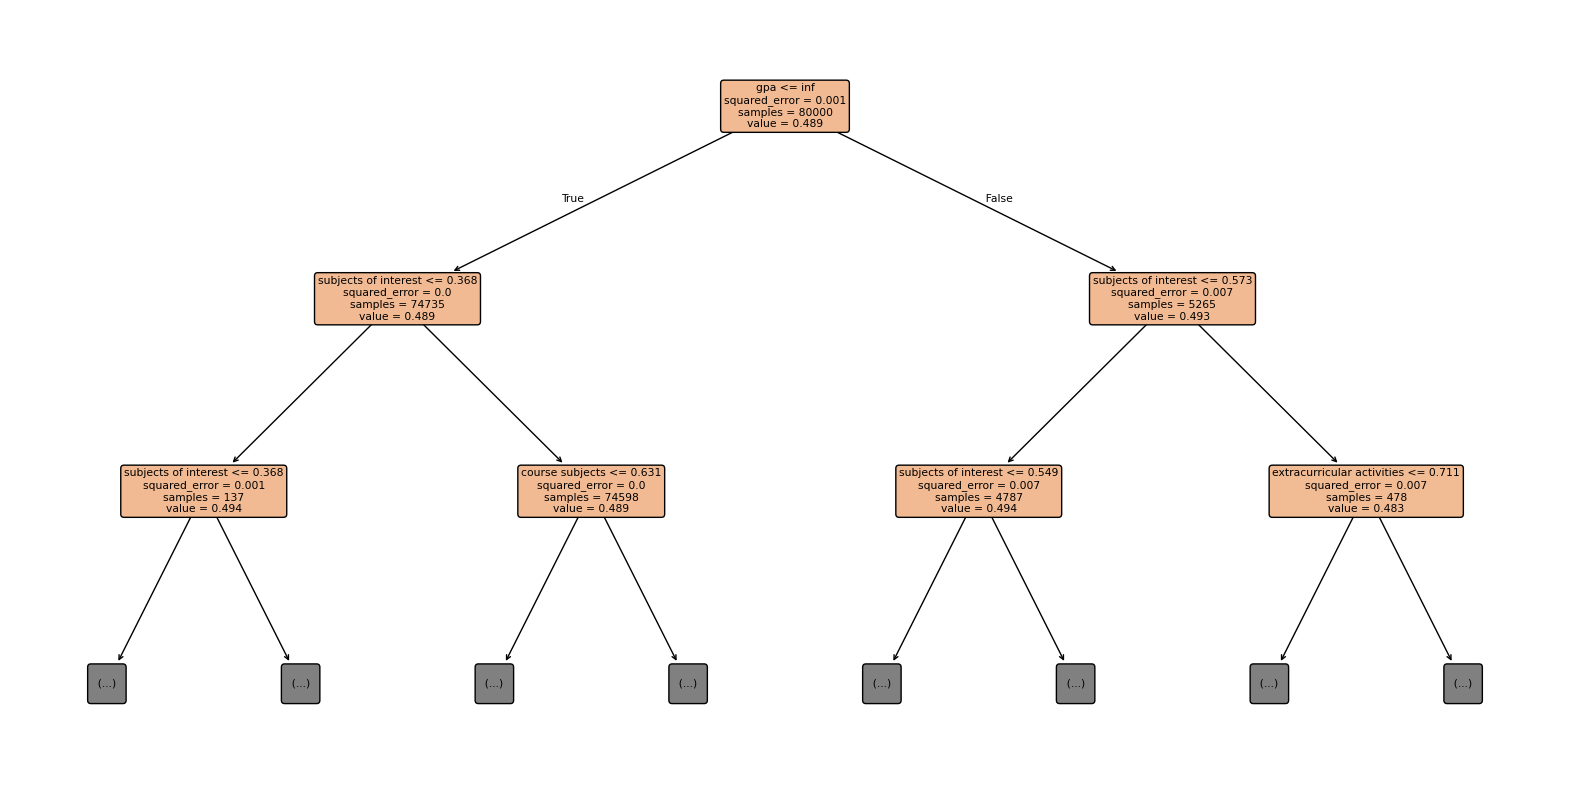 gpa <= inf
squared_error = 0.001
samples = 80000
value = 0.489
True
False
subjects of interest <= 0.368
squared_error = 0.0
samples = 74735
value = 0.489
subjects of interest <= 0.573
squared_error = 0.007
samples = 5265
value = 0.493
subjects of interest <= 0.368
squared_error = 0.001
samples = 137
value = 0.494
course subjects <= 0.631
squared_error = 0.0
samples = 74598
value = 0.489
subjects of interest <= 0.549
squared_error = 0.007
samples = 4787
value = 0.494
extracurricular activities <= 0.711
squared_error = 0.007
samples = 478
value = 0.483
(...)
(...)
(...)
(...)
(...)
(...)
(...)
(...)